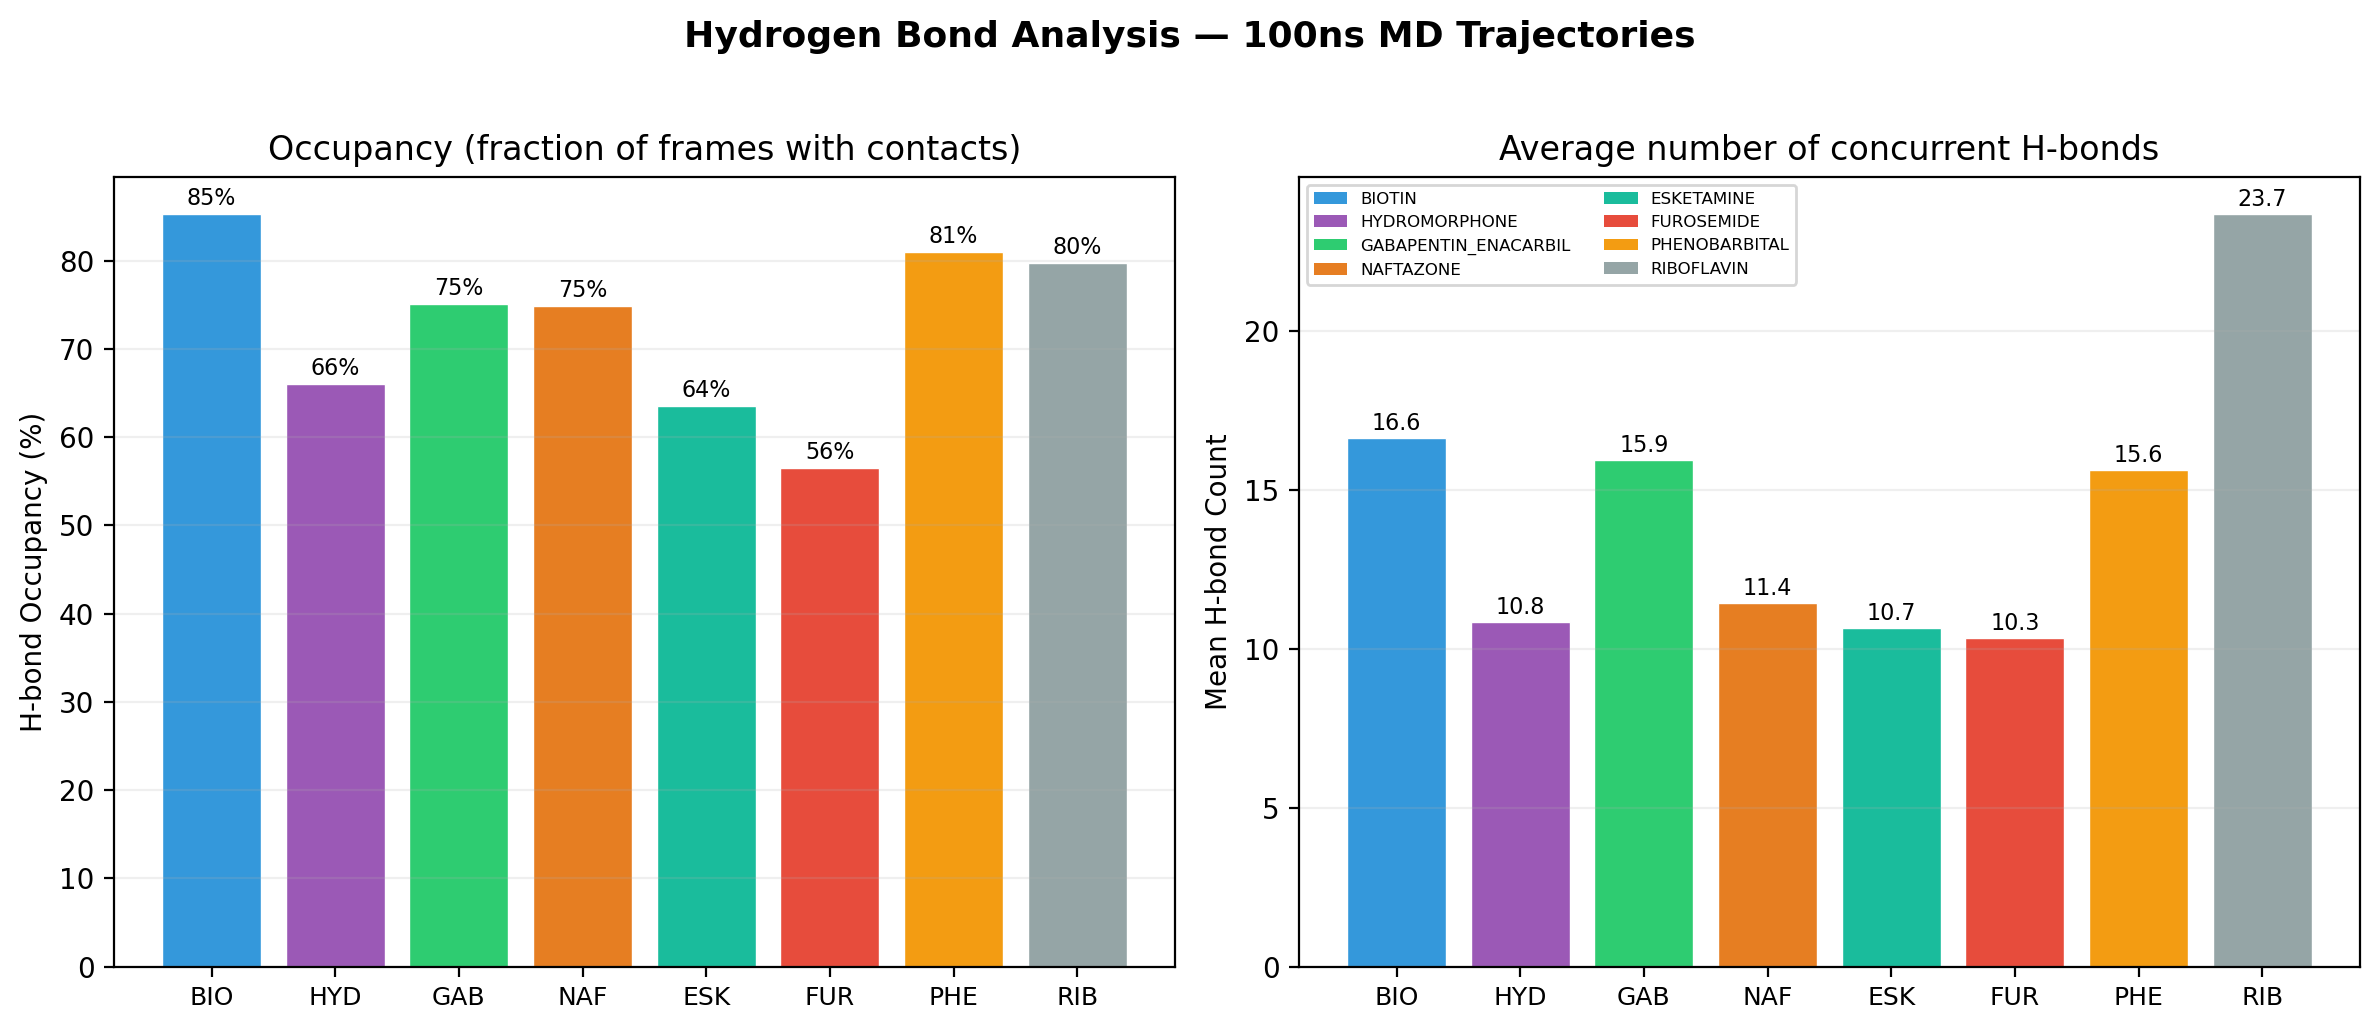 Hydrogen Bond Analysis — 100ns MD Trajectories
Occupancy (fraction of frames with contacts)
H-bond Occupancy (%)
80
70
60
50
40
30
20
10
0
85%
66%
75%
75%
64%
56%
81%
80%
BIO
HYD
GAB
NAF
ESK
FUR
PHE
RIB
Average number of concurrent H-bonds
BIOTIN
HYDROMORPHONE
GABAPENTIN_ENACARBIL
NAFTAZONE
ESKETAMINE
FUROSEMIDE
PHENOBARBITAL
RIBOFLAVIN
Mean H-bond Count
20
15
10
5
0
16.6
10.8
15.9
11.4
10.7
10.3
15.6
23.7
BIO
HYD
GAB
NAF
ESK
FUR
PHE
RIB